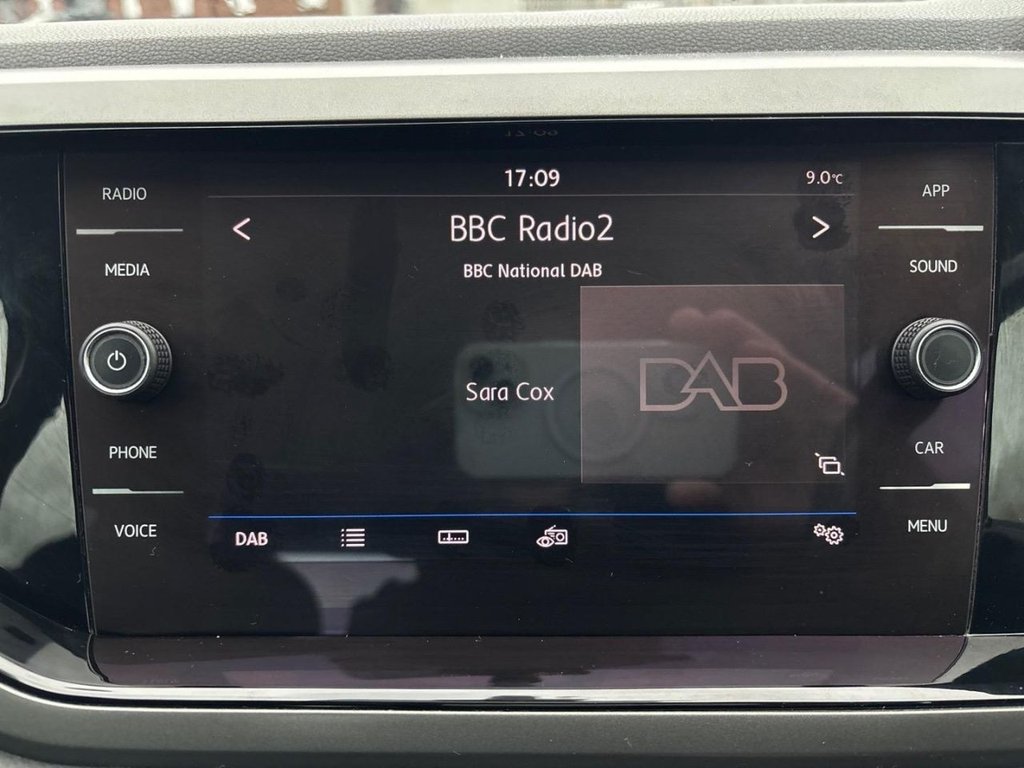 17:09
9.0°C
RADIO
APP
< BBC Radio2 >
BBC National DAB
MEDIA
SOUND
Sara Cox
DAB
PHONE
CAR
VOICE
DAB
MENU